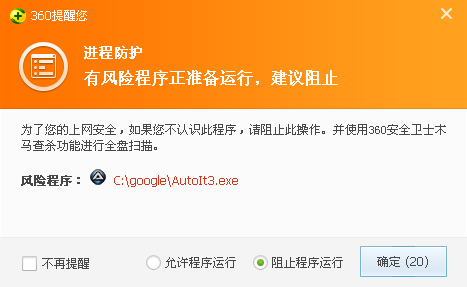 360提醒您
进程防护
有风险程序正准备运行，建议阻止
为了您的上网安全，如果您不认识此程序，请阻止此操作。并使用360安全卫士木
马查杀功能进行全盘扫描。
风险程序： C:\google\AutoIt3.exe
不再提醒 允许程序运行 阻止程序运行 确定 (20)